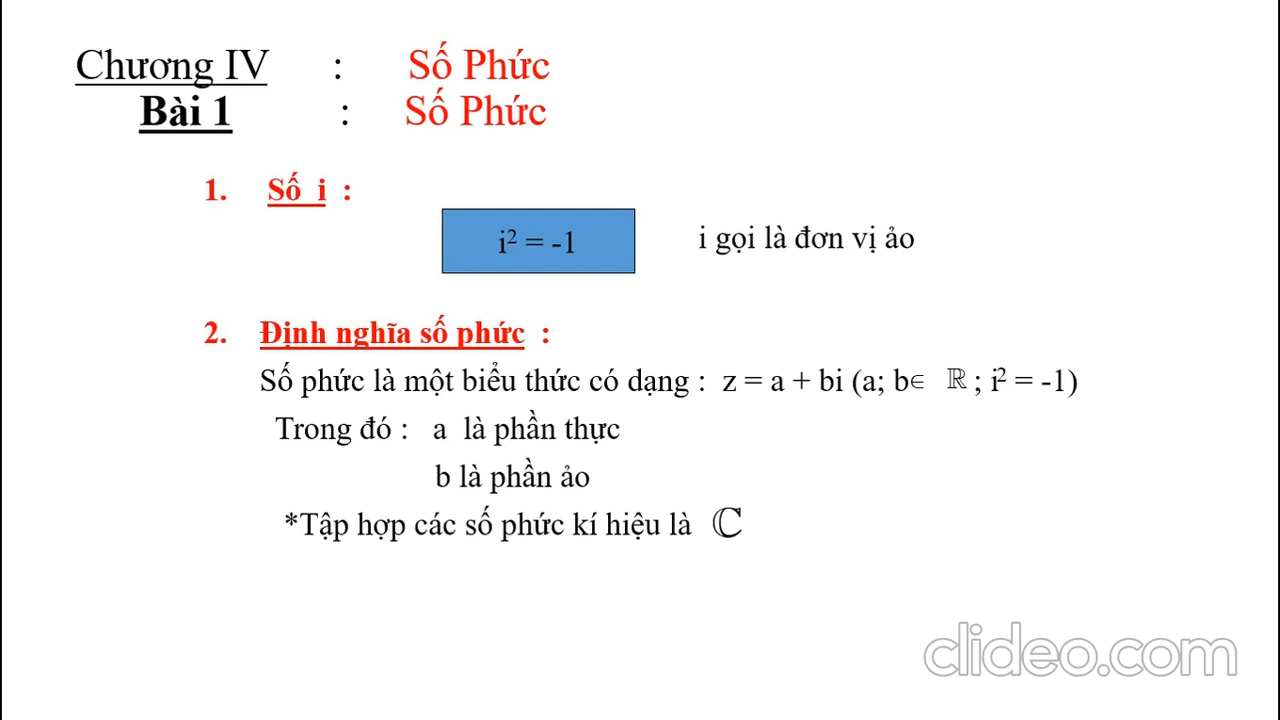 Chương IV : Số Phức
Bài 1 : Số Phức
1. Số i :
i² = -1 i gọi là đơn vị ảo
2. Định nghĩa số phức :
Số phức là một biểu thức có dạng : z = a + bi (a; b∈ ℝ ; i² = -1)
Trong đó : a là phần thực
b là phần ảo
*Tập hợp các số phức kí hiệu là ℂ
clideo.com